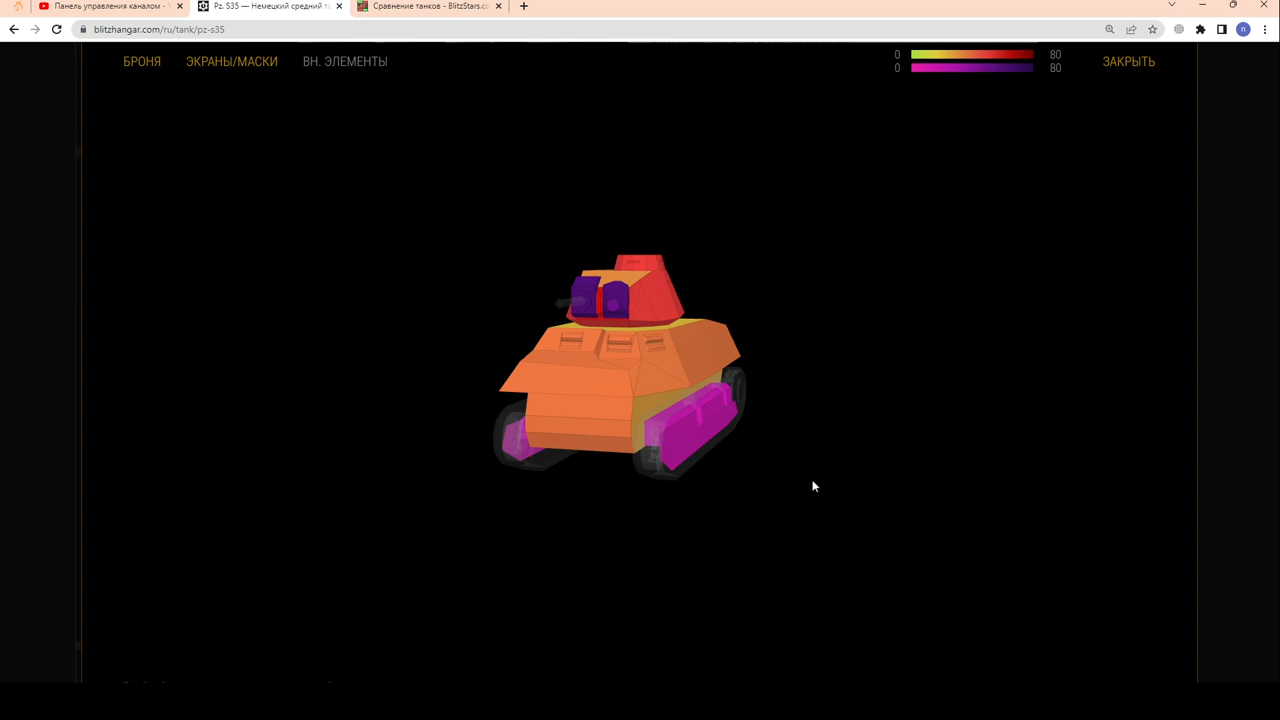 Панель управления каналом -
Pz. S35 — Немецкий средний т
Сравнение танков - BlitzStars.co
blitzhangar.com/ru/tank/pz-s35
n
БРОНЯ ЭКРАНЫ/МАСКИ ВН. ЭЛЕМЕНТЫ
0 80
0 80
ЗАКРЫТЬ